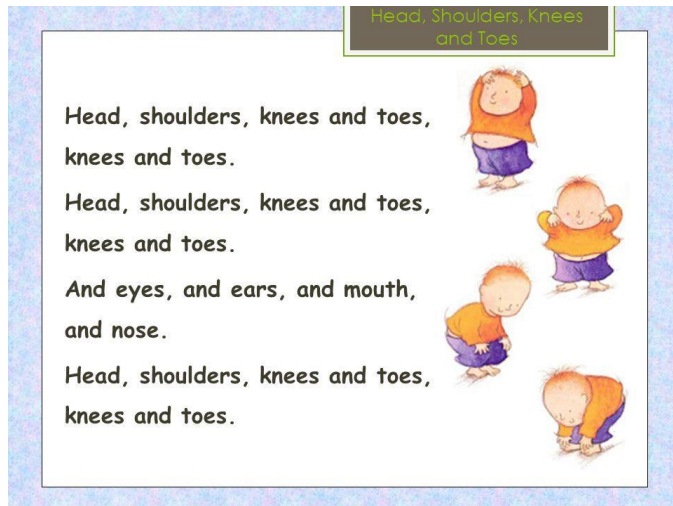 Head, Shoulders, Knees
and Toes
Head, shoulders, knees and toes,
knees and toes.
Head, shoulders, knees and toes,
knees and toes.
And eyes, and ears, and mouth,
and nose.
Head, shoulders, knees and toes,
knees and toes.